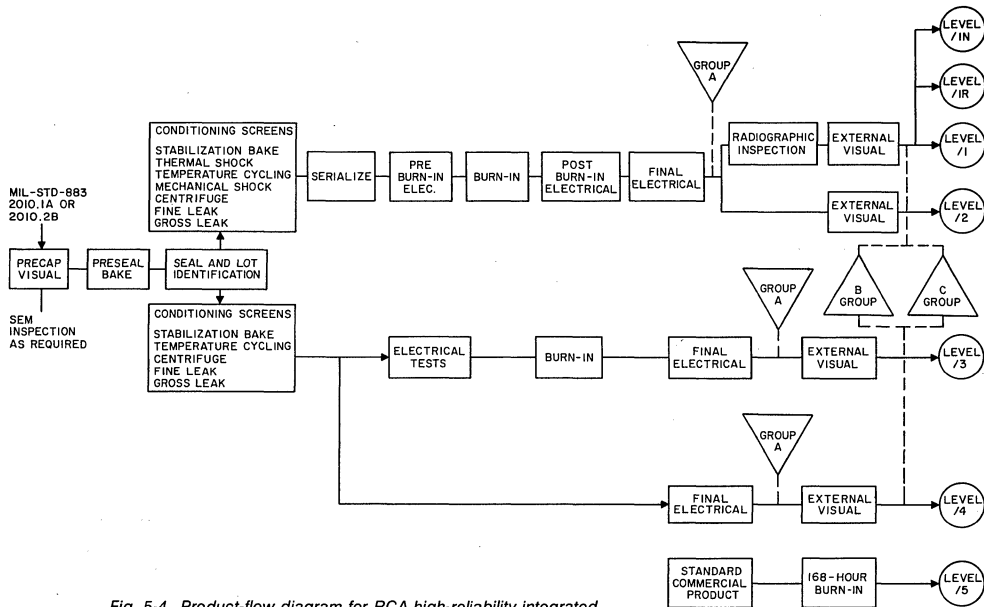 LEVEL
/1N
GROUP
A
LEVEL
/1R
CONDITIONING SCREENS
STABILIZATION BAKE
THERMAL SHOCK
TEMPERATURE CYCLING
MECHANICAL SHOCK
CENTRIFUGE
FINE LEAK
GROSS LEAK
SERIALIZE
PRE
BURN-IN
ELEC.
BURN-IN
POST
BURN-IN
ELECTRICAL
FINAL
ELECTRICAL
RADIOGRAPHIC
INSPECTION
EXTERNAL
VISUAL
LEVEL
/1
EXTERNAL
VISUAL
LEVEL
/2
MIL-STD-883
2010.1A OR
2010.2B
PRECAP
VISUAL
PRESEAL
BAKE
SEAL AND LOT
IDENTIFICATION
SEM
INSPECTION
AS REQUIRED
CONDITIONING SCREENS
STABILIZATION BAKE
TEMPERATURE CYCLING
CENTRIFUGE
FINE LEAK
GROSS LEAK
GROUP
A
B
GROUP
C
GROUP
ELECTRICAL
TESTS
BURN-IN
FINAL
ELECTRICAL
EXTERNAL
VISUAL
LEVEL
/3
GROUP
A
FINAL
ELECTRICAL
EXTERNAL
VISUAL
LEVEL
/4
STANDARD
COMMERCIAL
PRODUCT
168-HOUR
BURN-IN
LEVEL
/5
Fig. 5-4 Product-flow diagram for RCA high-reliability integrated